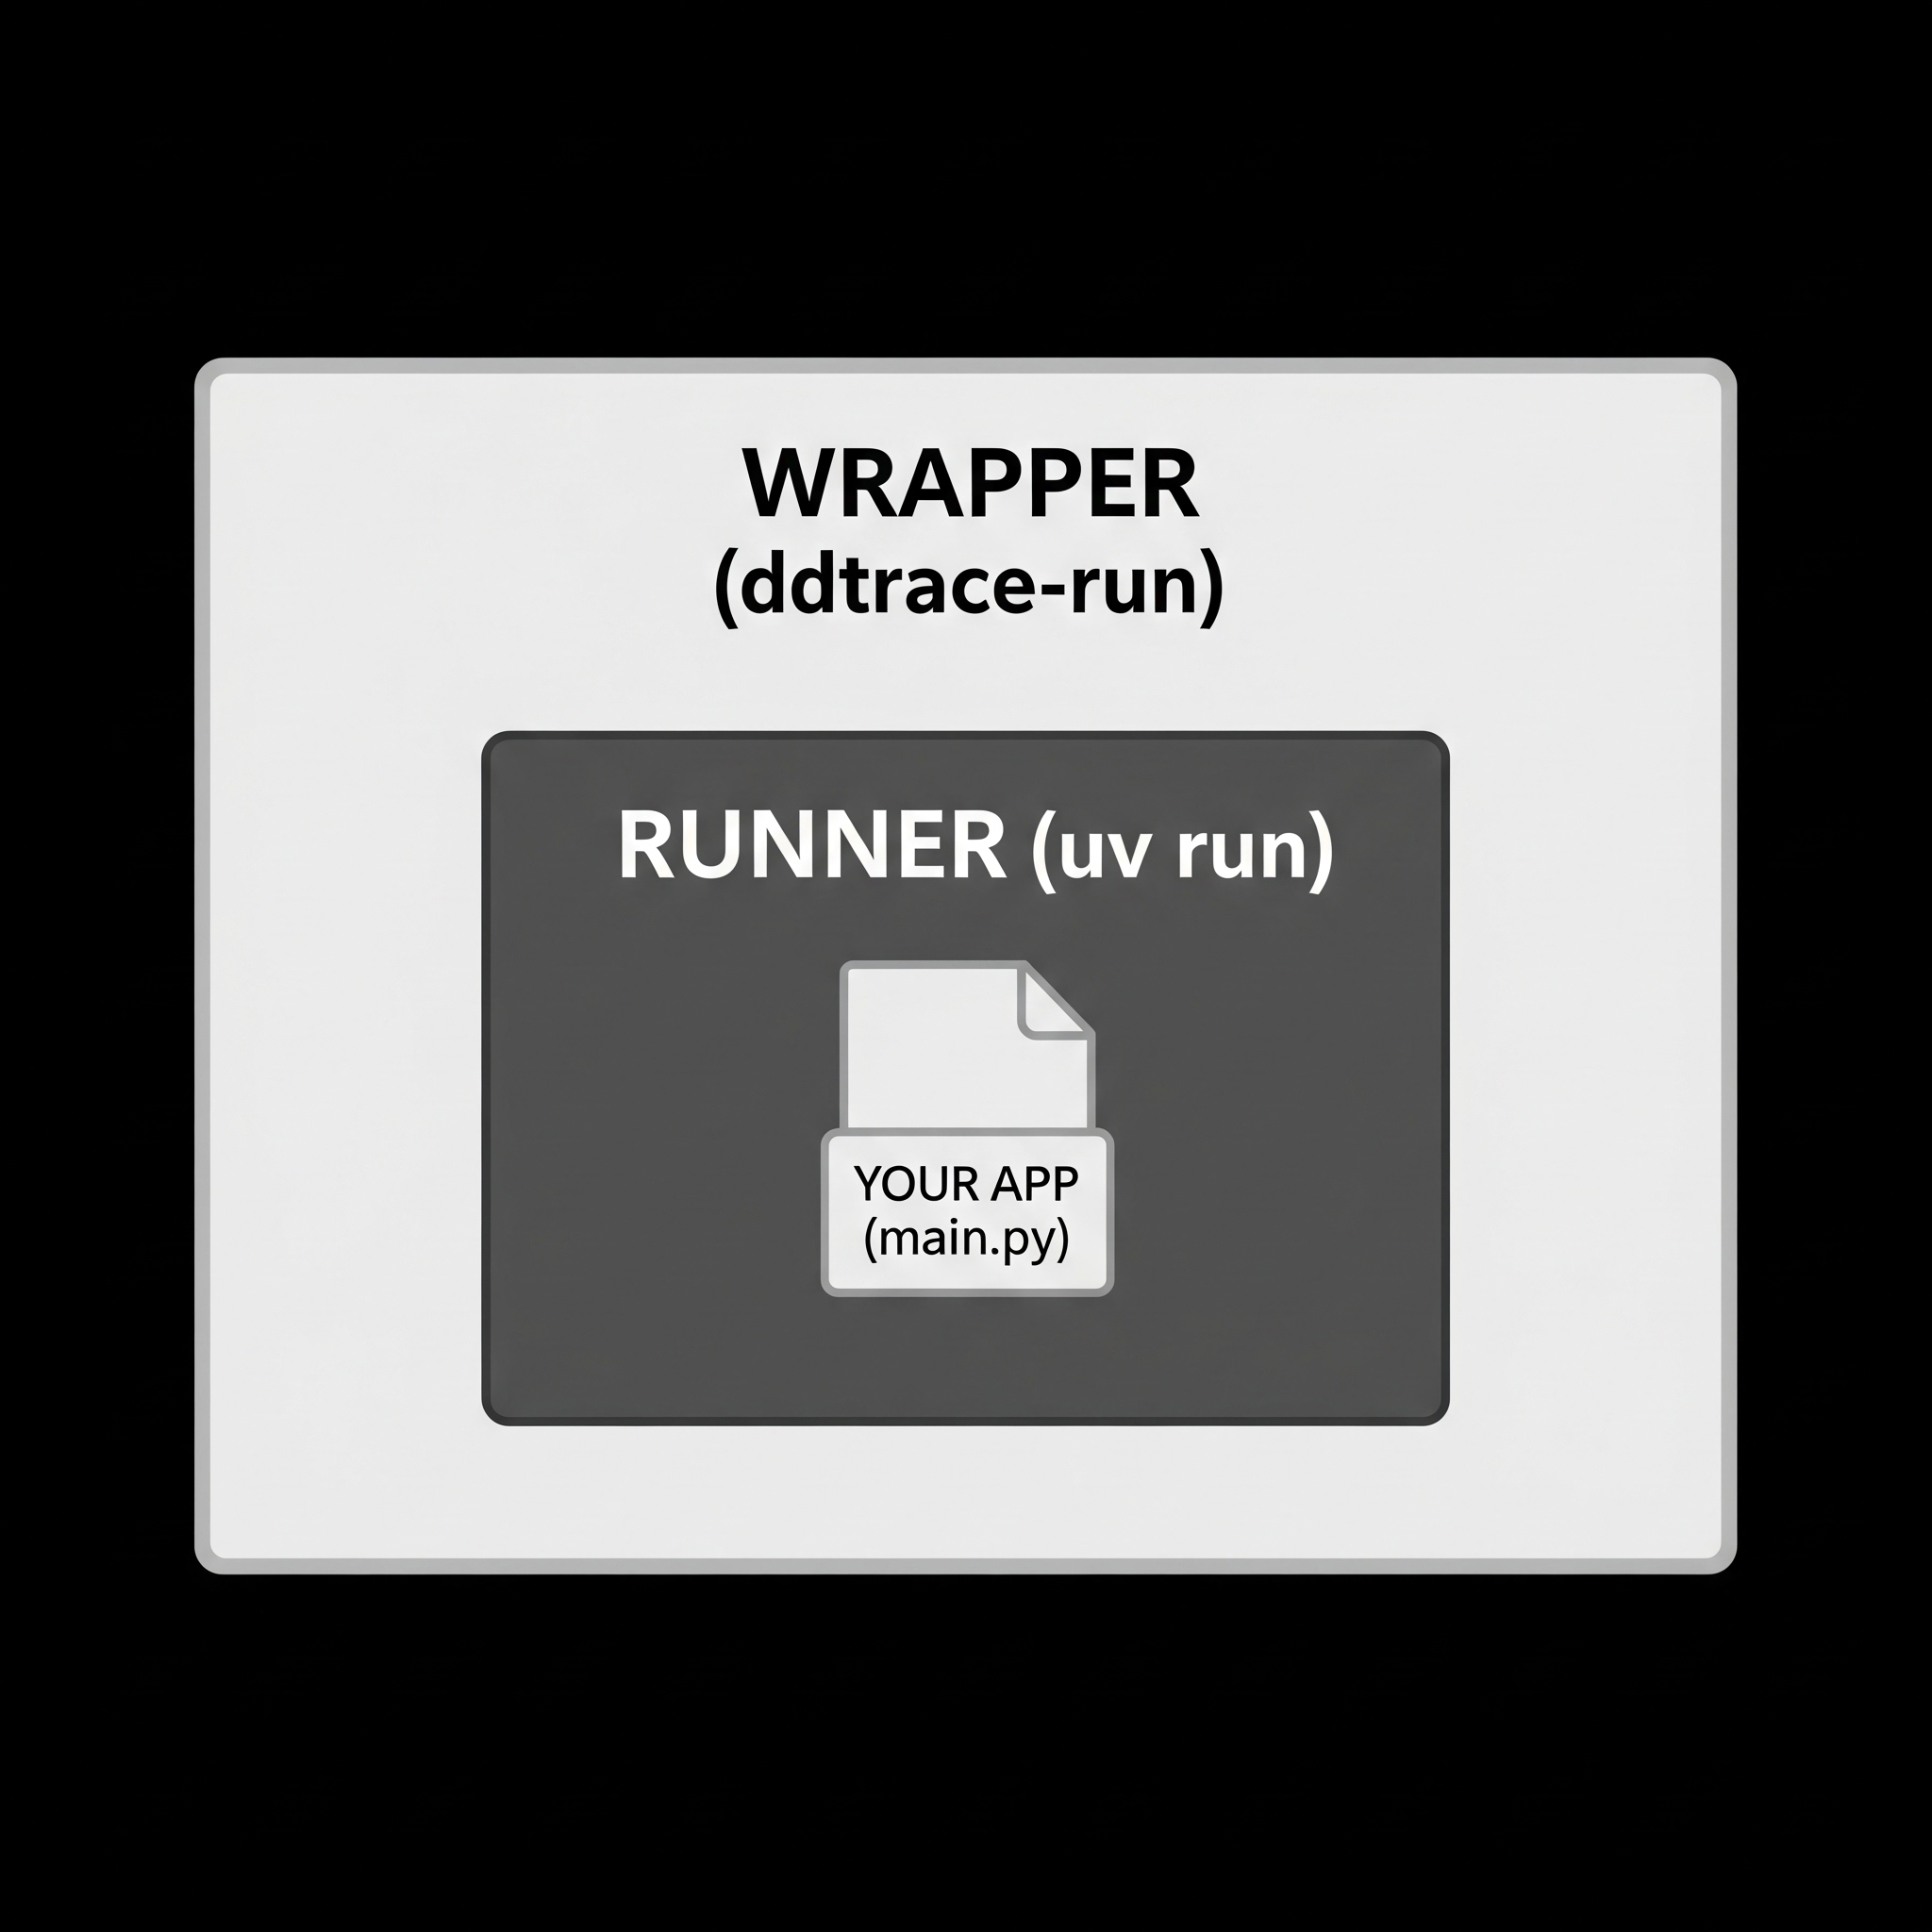 WRAPPER
(ddtrace-run)
RUNNER (uv run)
YOUR APP
(main.py)